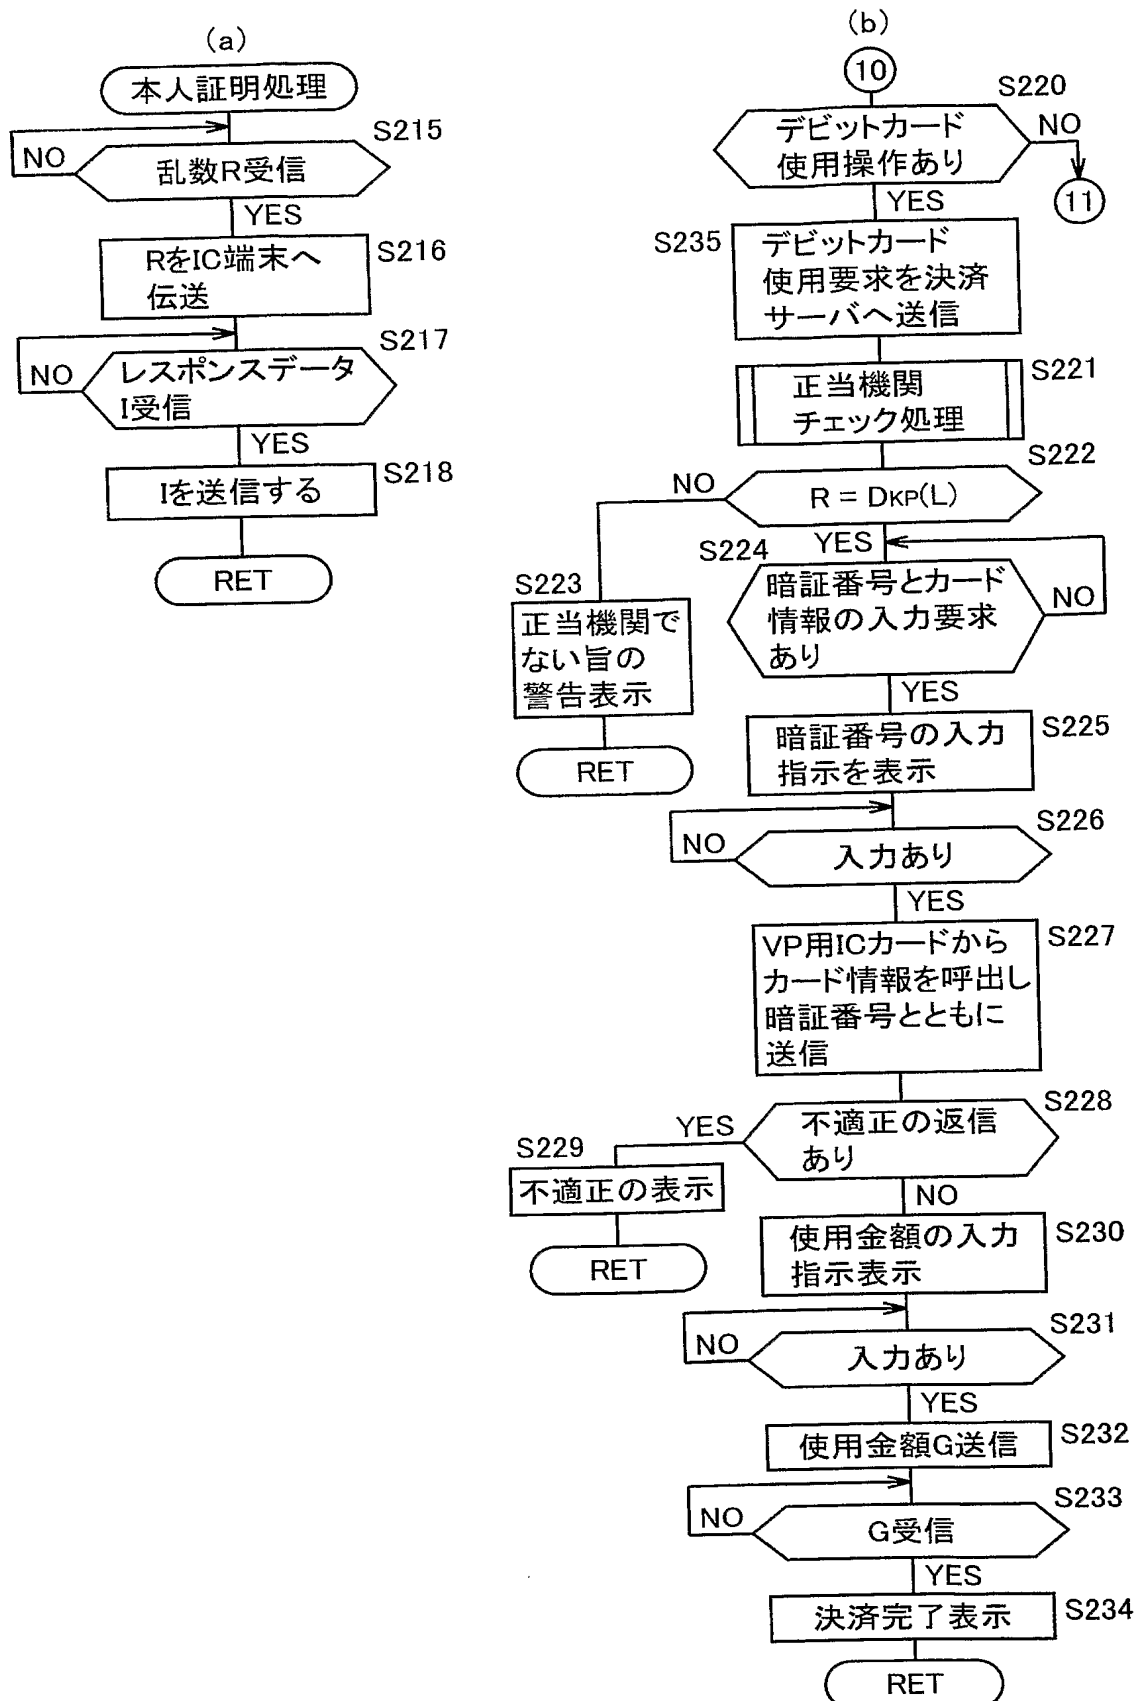 (a)
本人証明処理
S215
NO
乱数R受信
YES
S216
RをIC端末へ
伝送
S217
NO
レスポンスデータ
I受信
YES
S218
Iを送信する
RET
(b)
10
S220
デビットカード
使用操作あり
NO
11
YES
S235
デビットカード
使用要求を決済
サーバへ送信
S221
正当機関
チェック処理
S222
NO
R = DKP(L)
YES
S223
正当機関で
ない旨の
警告表示
RET
S224
暗証番号とカード
情報の入力要求
あり
NO
YES
S225
暗証番号の入力
指示を表示
S226
NO
入力あり
YES
S227
VP用ICカードから
カード情報を呼出し
暗証番号とともに
送信
S228
YES
不適正の返信
あり
S229
不適正の表示
RET
NO
S230
使用金額の入力
指示表示
S231
NO
入力あり
YES
S232
使用金額G送信
S233
NO
G受信
YES
S234
決済完了表示
RET